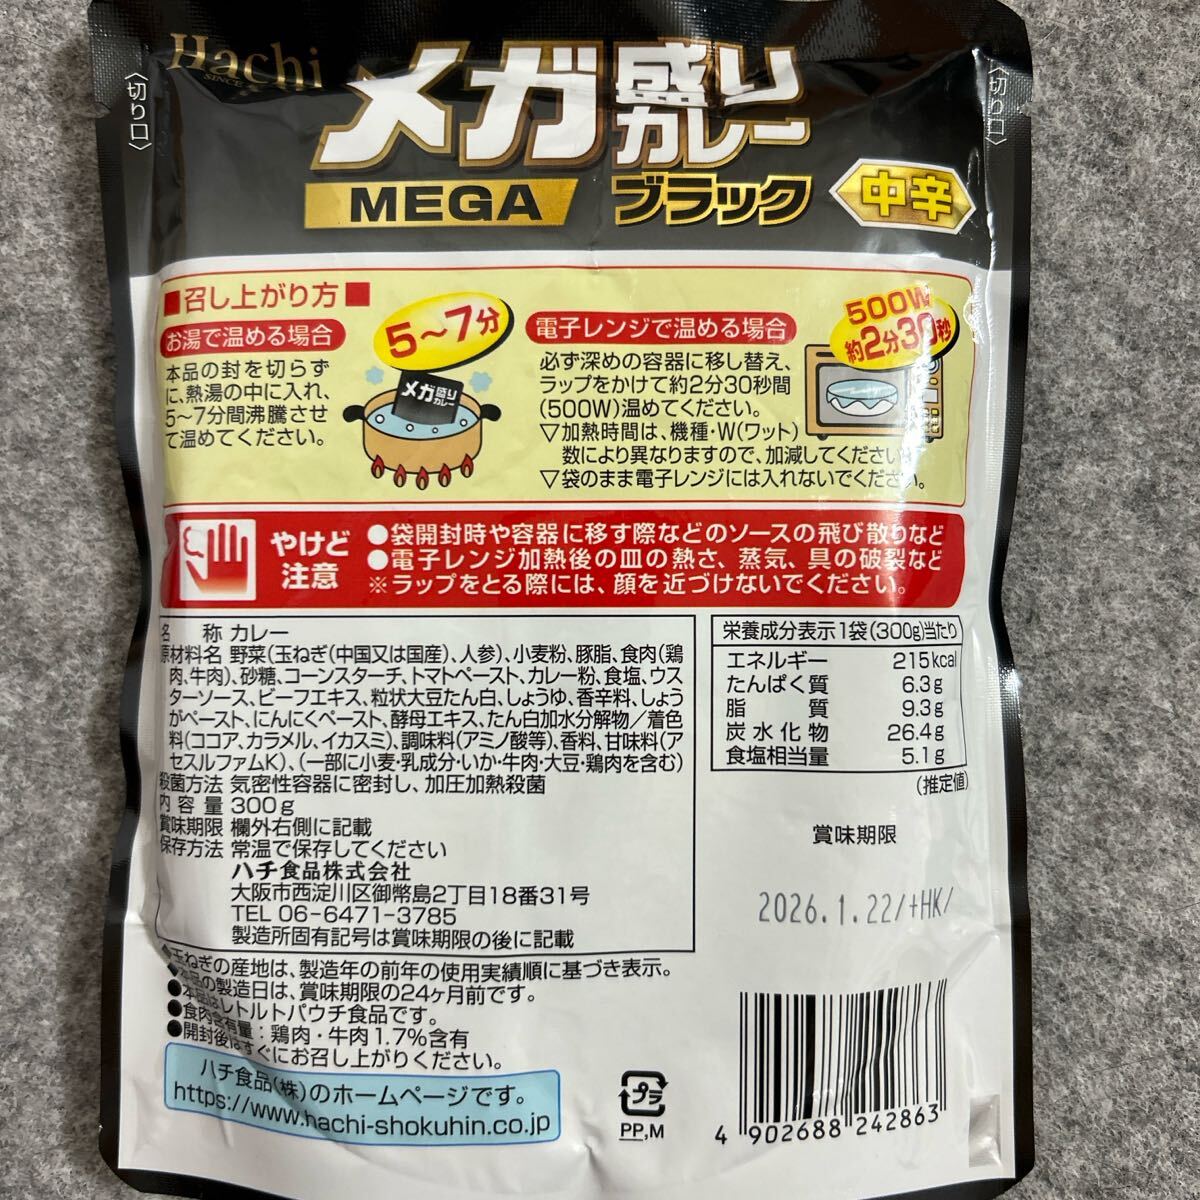 Hachi
SINCE
〈切り口〉
〈切り口〉
メガ盛りカレー
MEGA
ブラック
中辛
■召し上がり方■
お湯で温める場合
5〜7分
本品の封を切らず
に、熱湯の中に入れ、
5〜7分間沸騰させ
て温めてください。
メガ盛りカレー
電子レンジで温める場合
500W
約2分30秒
必ず深めの容器に移し替え、
ラップをかけて約2分30秒間
(500W)温めてください。
▽加熱時間は、機種・W(ワット)
数により異なりますので、加減してください。
▽袋のまま電子レンジには入れないでください。
やけど
注意
●袋開封時や容器に移す際などのソースの飛び散りなど
●電子レンジ加熱後の皿の熱さ、蒸気、具の破裂など
※ラップをとる際には、顔を近づけないでください。
名称 カレー
原材料名 野菜(玉ねぎ(中国又は国産)、人参)、小麦粉、豚脂、食肉(鶏
肉、牛肉)、砂糖、コーンスターチ、トマトペースト、カレー粉、食塩、ウス
ターソース、ビーフエキス、粒状大豆たん白、しょうゆ、香辛料、しょう
がペースト、にんにくペースト、酵母エキス、たん白加水分解物／着色
料(ココア、カラメル、イカスミ)、調味料(アミノ酸等)、香料、甘味料(ア
セスルファムK)、(一部に小麦・乳成分・いか・牛肉・大豆・鶏肉を含む)
殺菌方法 気密性容器に密封し、加圧加熱殺菌
内容量 300g
賞味期限 欄外右側に記載
保存方法 常温で保存してください
ハチ食品株式会社
大阪市西淀川区御幣島2丁目18番31号
TEL 06-6471-3785
製造所固有記号は賞味期限の後に記載
栄養成分表示1袋(300g)当たり
エネルギー 215kcal
たんぱく質 6.3g
脂質 9.3g
炭水化物 26.4g
食塩相当量 5.1g
(推定値)
賞味期限
2026.1.22/+HK/
●玉ねぎの産地は、製造年の前年の使用実績順に基づき表示。
●本品の製造日は、賞味期限の24ヶ月前です。
●本品はレトルトパウチ食品です。
●食肉含有量：鶏肉・牛肉1.7%含有
●開封後はすぐにお召し上がりください。
ハチ食品(株)のホームページです。
https://www.hachi-shokuhin.co.jp
プラ
PP,M
4 902688 242863